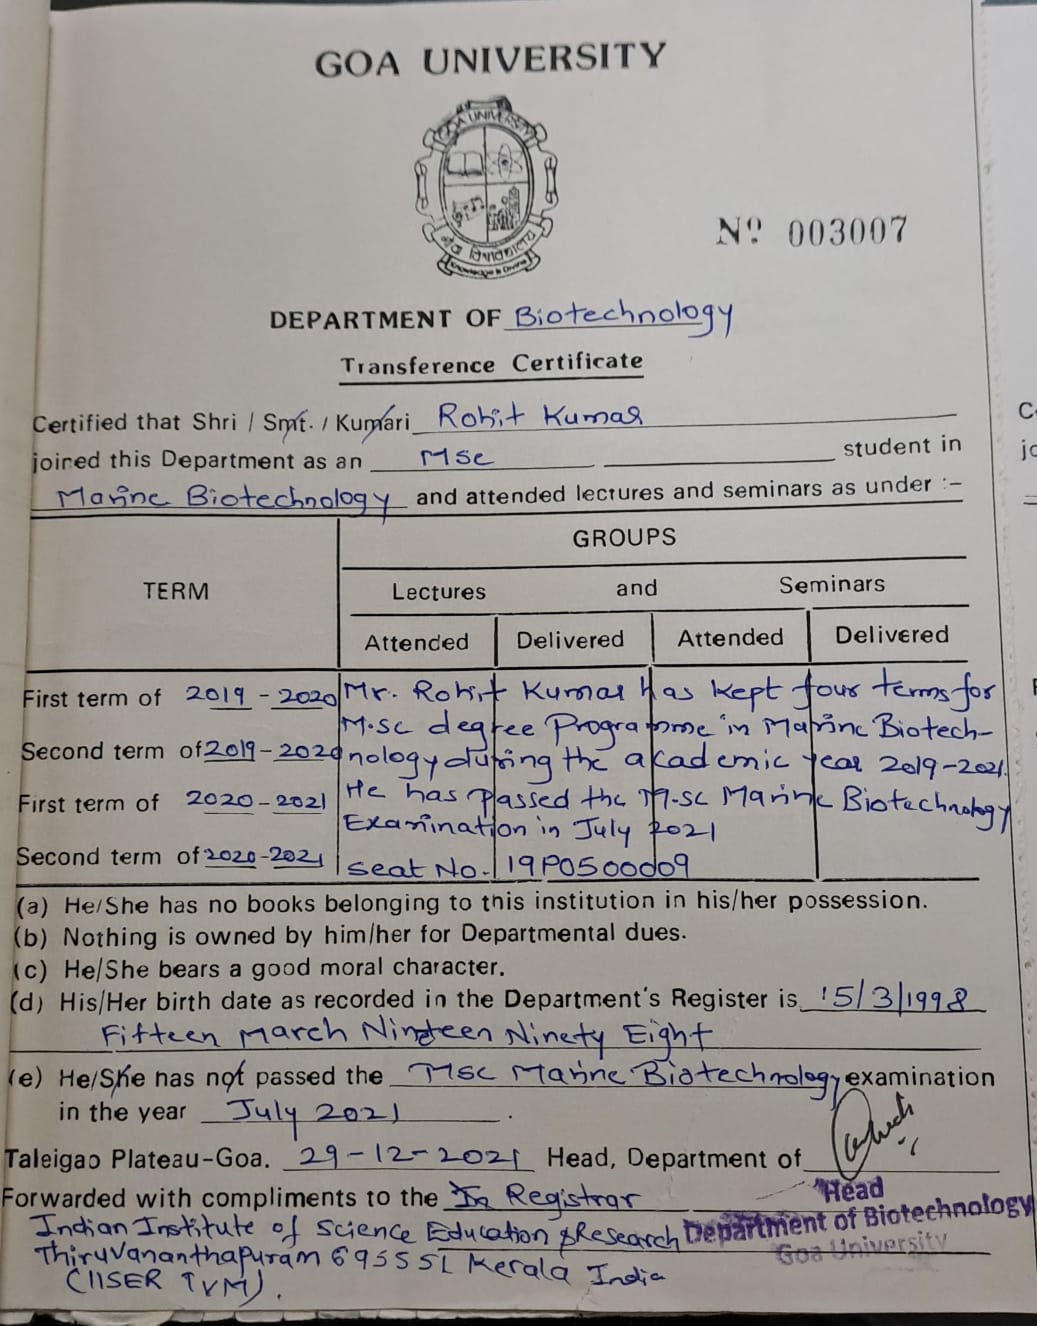 GOA UNIVERSITY
GOA UNIVERSITY
Knowledge is Divine
Nº 003007
DEPARTMENT OF Biotechnology
Transference Certificate
Certified that Shri / Smt. / Kumari Rohit Kumar
joined this Department as an MSc student in
Marine Biotechnology and attended lectures and seminars as under :-
GROUPS
TERM
Lectures and Seminars
Attended Delivered Attended Delivered
First term of 2019 - 2020 Mr. Rohit Kumar has kept four terms for
M.sc degree Programme in Marine Biotech-
Second term of 2019 - 2020 nology during the academic year 2019-2021.
First term of 2020 - 2021 He has passed the M.sc Marine Biotechnology
Examination in July 2021
Second term of 2020-2021 seat No. 19P0500009
(a) He/She has no books belonging to this institution in his/her possession.
(b) Nothing is owned by him/her for Departmental dues.
(c) He/She bears a good moral character.
(d) His/Her birth date as recorded in the Department's Register is 15/3/1998
Fifteen March Ninteen Ninety Eight
(e) He/She has not passed the MSc Marine Biotechnology examination
in the year July 2021.
Taleigao Plateau-Goa. 29-12-2021 Head, Department of
Forwarded with compliments to the Registrar
Head
Indian Institute of Science Education & Research Department of Biotechnology
Goa University
Thiruvananthapuram 695551 Kerala India
(IISER TVM).